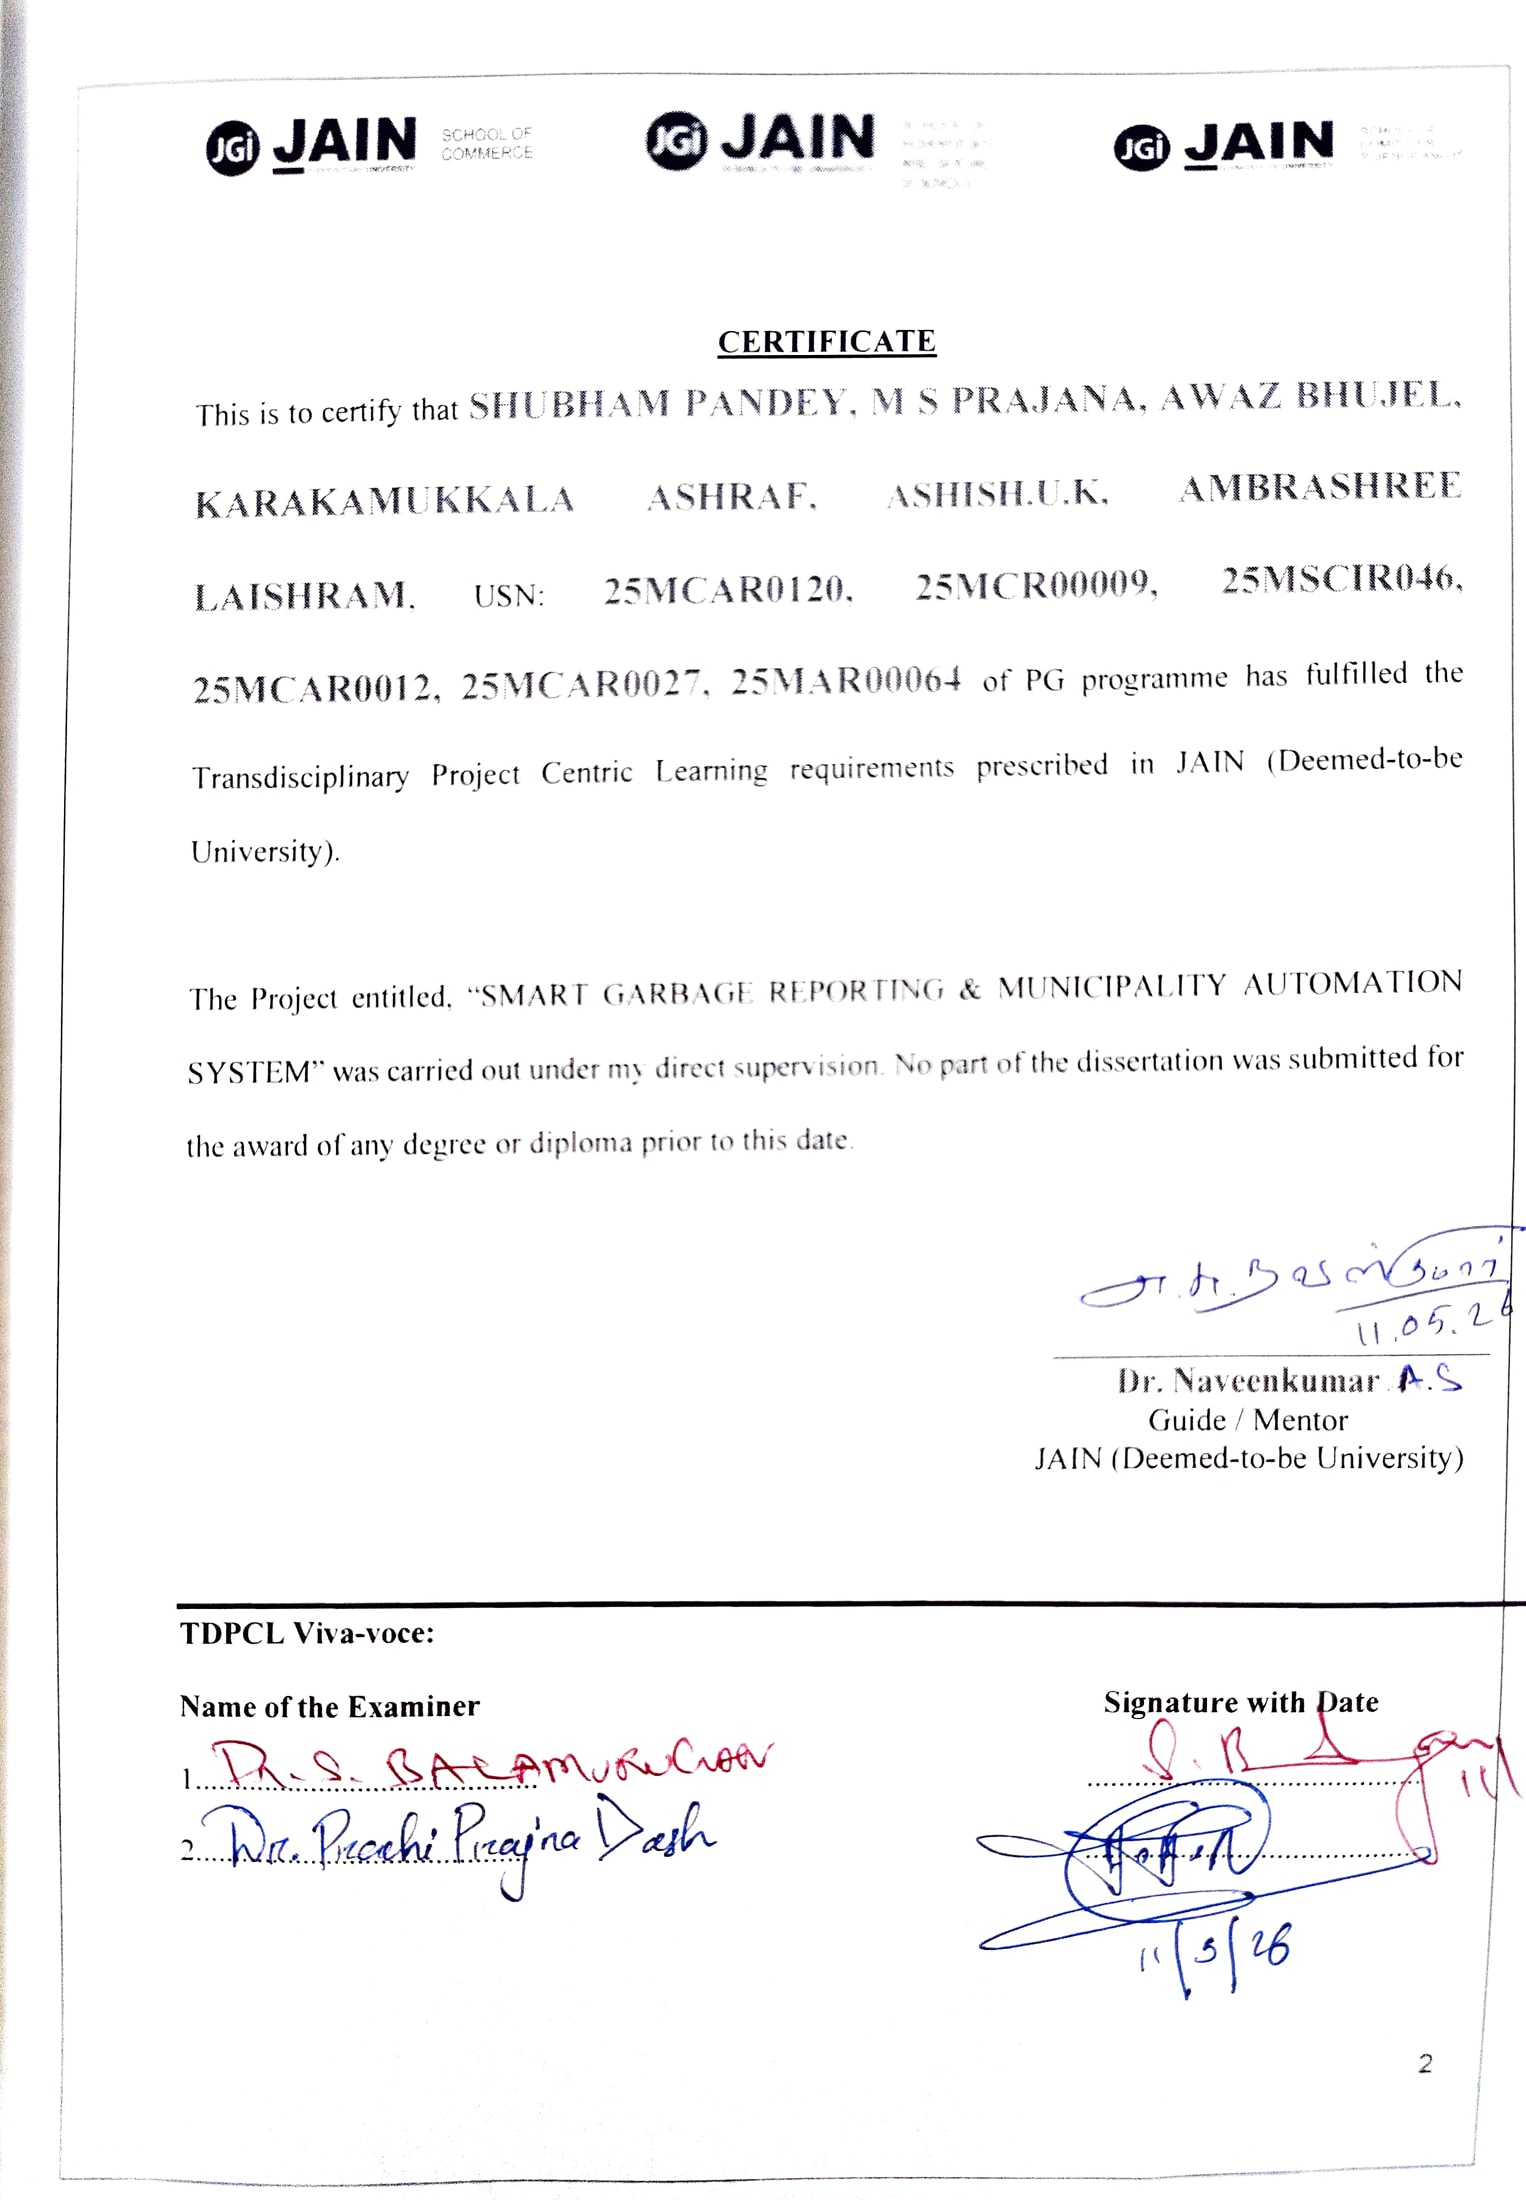 JGi JAIN SCHOOL OF
COMMERCE
JGi JAIN
JGi JAIN
CERTIFICATE
This is to certify that SHUBHAM PANDEY, M S PRAJANA, AWAZ BHUJEL,
KARAKAMUKKALA ASHRAF, ASHISH.U.K, AMBRASHREE
LAISHRAM, USN: 25MCAR0120, 25MCR00009, 25MSCIR046,
25MCAR0012, 25MCAR0027, 25MAR00064 of PG programme has fulfilled the
Transdisciplinary Project Centric Learning requirements prescribed in JAIN (Deemed-to-be
University).
The Project entitled, “SMART GARBAGE REPORTING & MUNICIPALITY AUTOMATION
SYSTEM” was carried out under my direct supervision. No part of the dissertation was submitted for
the award of any degree or diploma prior to this date.
11.05.26
Dr. Naveenkumar A.S
Guide / Mentor
JAIN (Deemed-to-be University)
TDPCL Viva-voce:
Name of the Examiner Signature with Date
1. DR. S. BALAMURUGAN
2. Dr. Prachi Prajna Dash
11/5/26
2